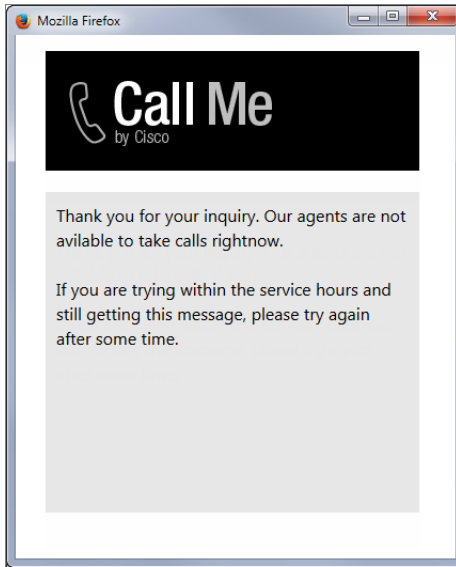 Mozilla Firefox
Call Me
by Cisco
Thank you for your inquiry. Our agents are not
avilable to take calls rightnow.
If you are trying within the service hours and
still getting this message, please try again
after some time.